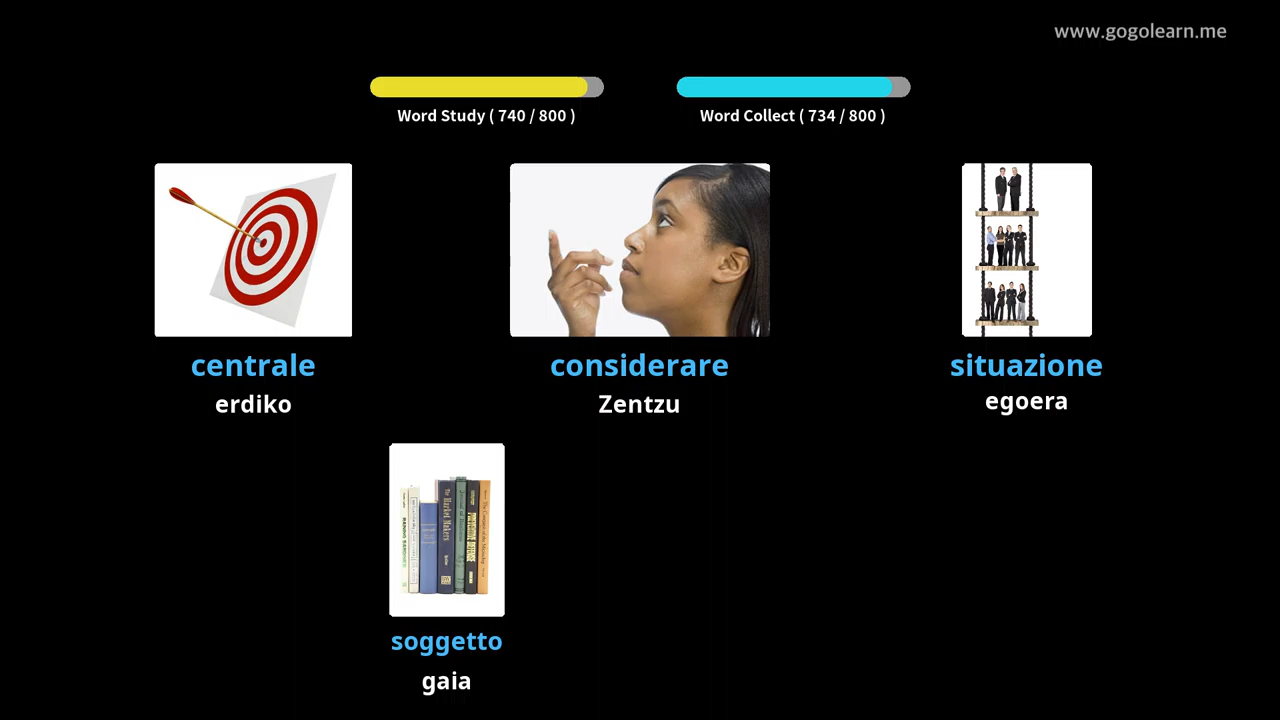 www.gogolearn.me
Word Study ( 740 / 800 )
Word Collect ( 734 / 800 )
centrale
considerare
situazione
erdiko
Zentzu
egoera
soggetto
gaia